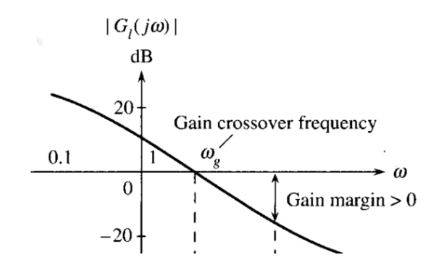 |G_l(jω)|
dB
20
Gain crossover frequency
0.1
1
ω_g
ω
0
Gain margin > 0
−20